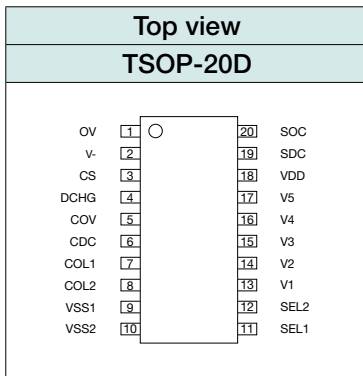 Top view
TSOP-20D
OV 1 20 SOC
V- 2 19 SDC
CS 3 18 VDD
DCHG 4 17 V5
COV 5 16 V4
CDC 6 15 V3
COL1 7 14 V2
COL2 8 13 V1
VSS1 9 12 SEL2
VSS2 10 11 SEL1